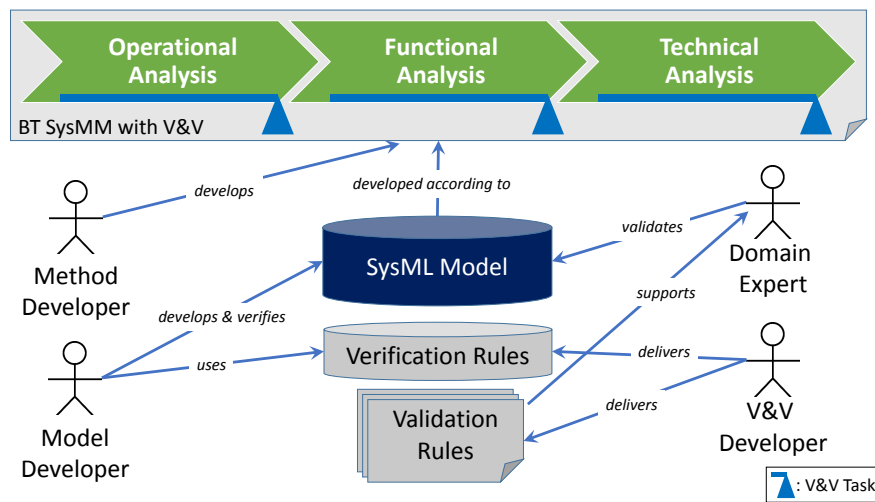 Operational
Analysis
Functional
Analysis
Technical
Analysis
BT SysMM with V&V
develops
developed according to
validates
Method
Developer
SysML Model
Domain
Expert
supports
develops & verifies
uses
Verification Rules
delivers
delivers
Validation
Rules
Model
Developer
V&V
Developer
: V&V Task